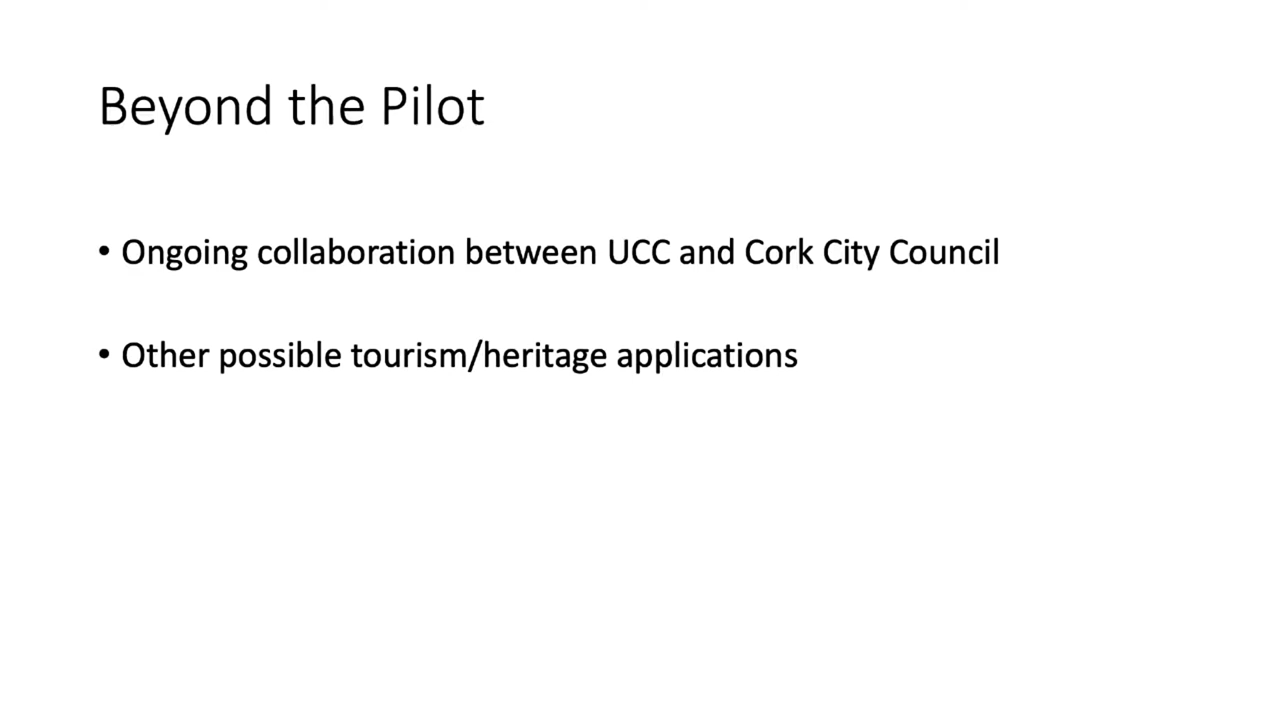 Beyond the Pilot
• Ongoing collaboration between UCC and Cork City Council
• Other possible tourism/heritage applications